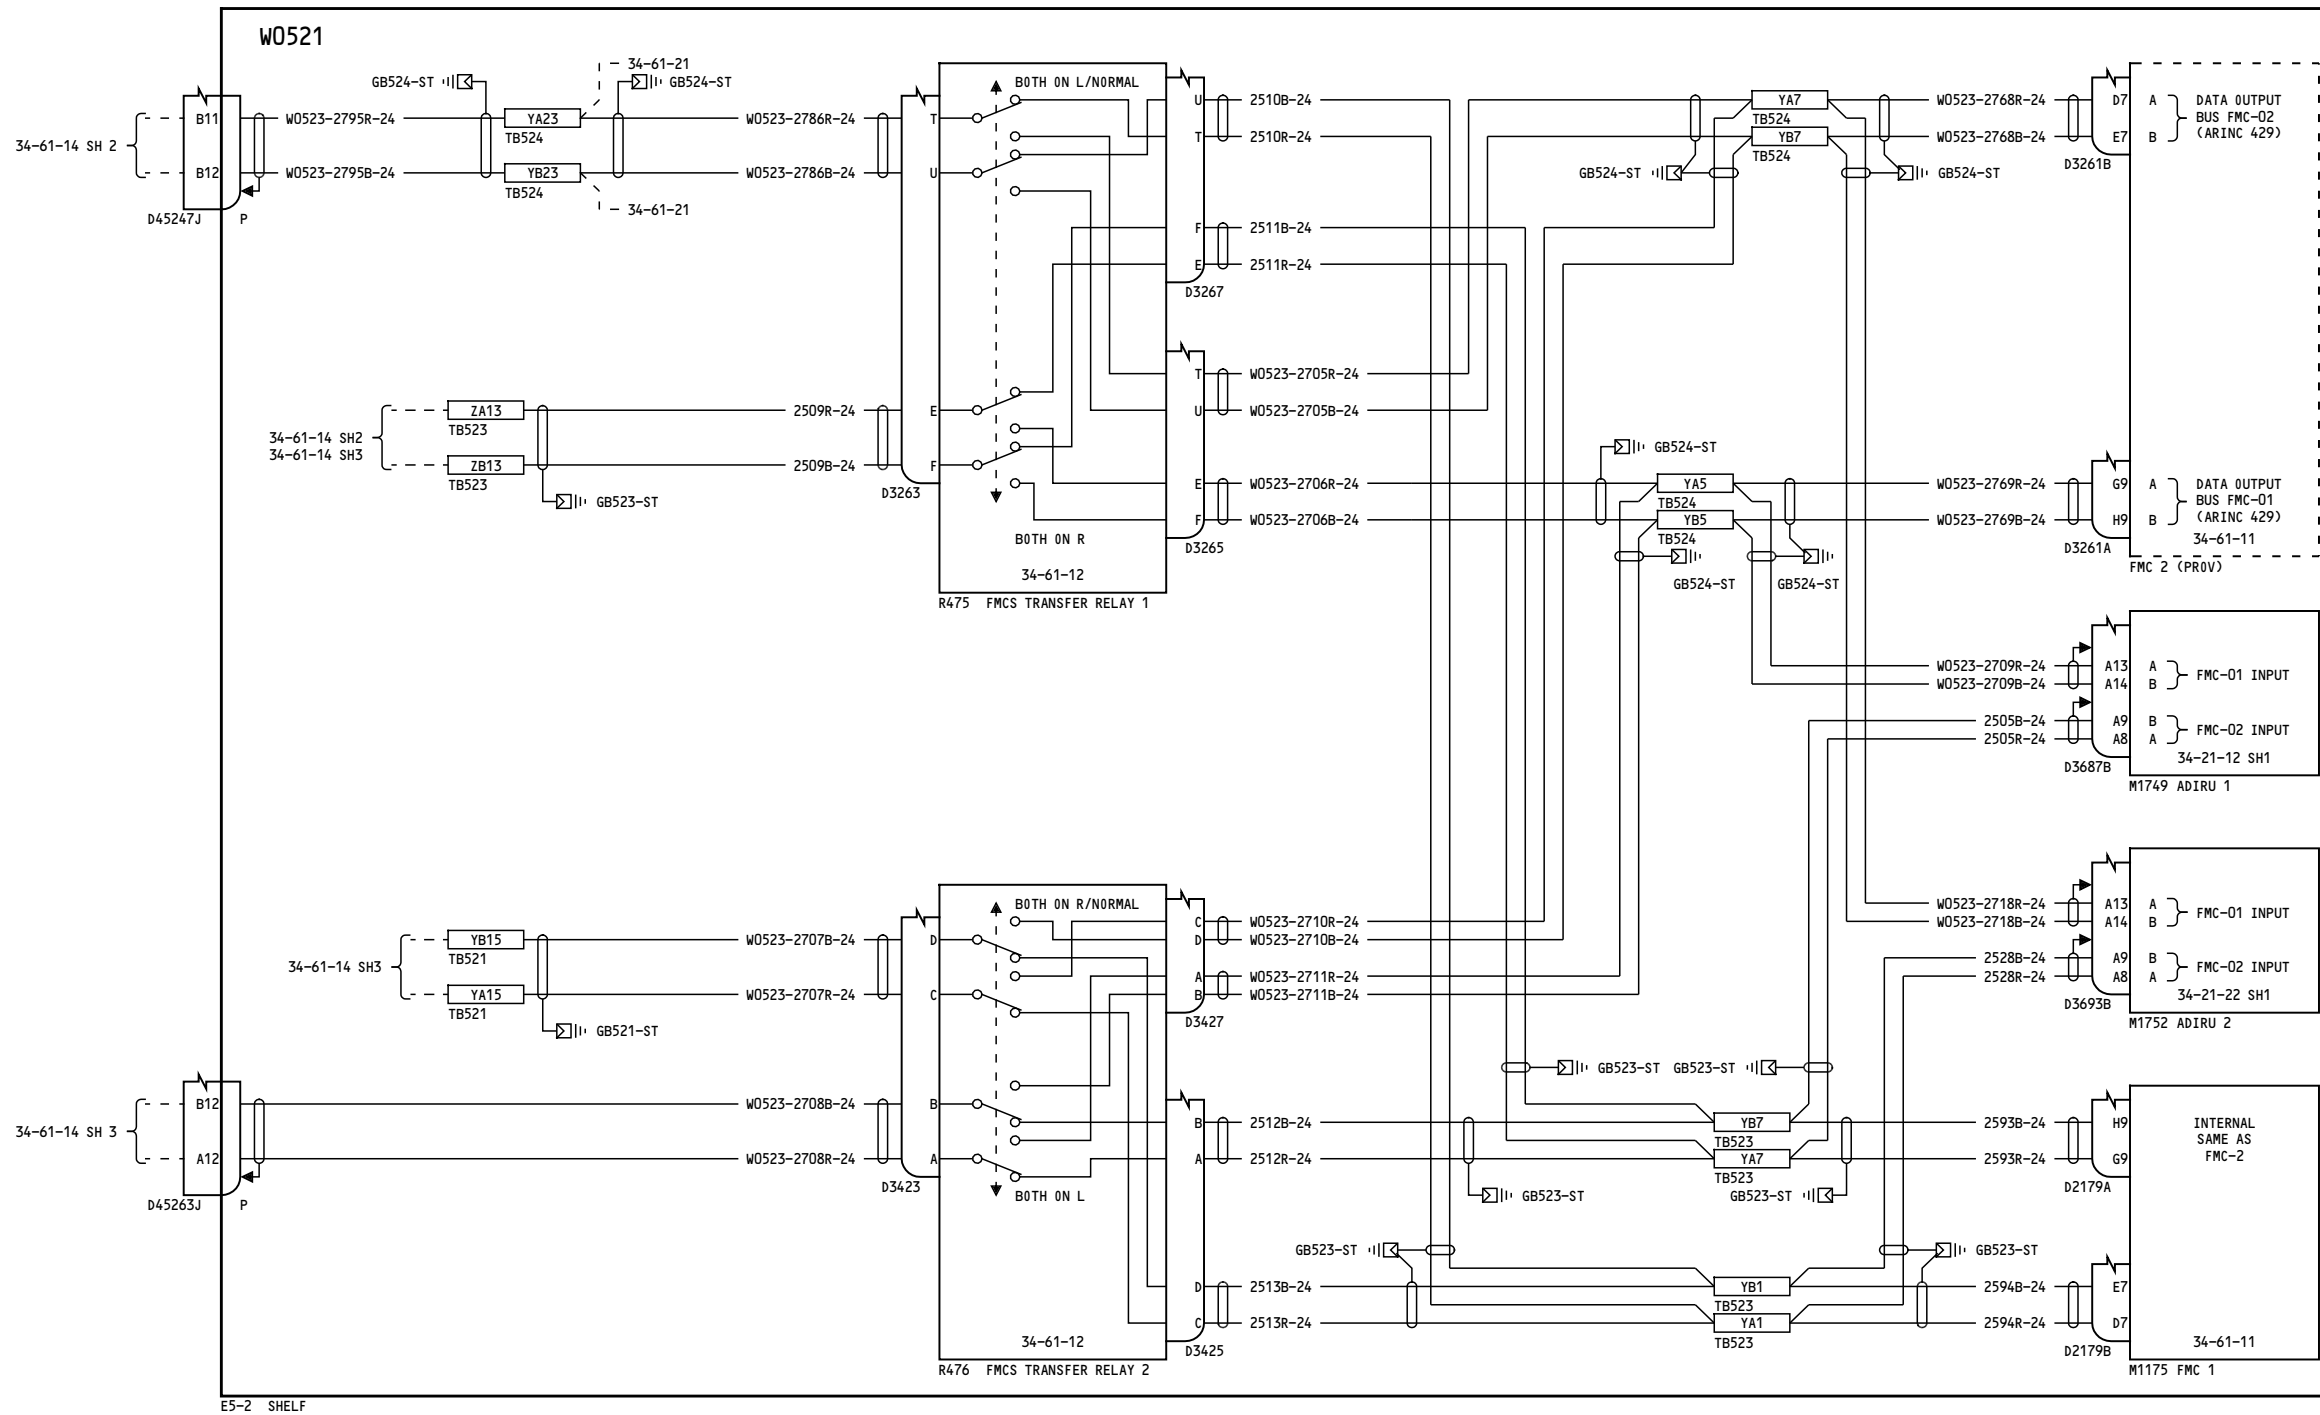 W0521
34-61-14 SH 2
B11
B12
D45247J
P
W0523-2795R-24
W0523-2795B-24
GB524-ST
YA23
TB524
YB23
TB524
34-61-21
34-61-21
GB524-ST
W0523-2786R-24
W0523-2786B-24
T
U
34-61-14 SH2
34-61-14 SH3
ZA13
TB523
ZB13
TB523
GB523-ST
2509R-24
2509B-24
E
F
D3263
BOTH ON L/NORMAL
BOTH ON R
34-61-12
R475 FMCS TRANSFER RELAY 1
U
T
F
E
D3267
T
U
E
F
D3265
2510B-24
2510R-24
2511B-24
2511R-24
W0523-2705R-24
W0523-2705B-24
W0523-2706R-24
W0523-2706B-24
YA7
TB524
YB7
TB524
GB524-ST
GB524-ST
GB524-ST
YA5
TB524
YB5
TB524
GB524-ST
GB524-ST
W0523-2768R-24
W0523-2768B-24
D7
E7
D3261B
A
B
DATA OUTPUT
BUS FMC-02
(ARINC 429)
W0523-2769R-24
W0523-2769B-24
G9
H9
D3261A
A
B
DATA OUTPUT
BUS FMC-01
(ARINC 429)
34-61-11
FMC 2 (PROV)
W0523-2709R-24
W0523-2709B-24
2505B-24
2505R-24
A13
A14
A9
A8
D3687B
A
B
FMC-01 INPUT
B
A
FMC-02 INPUT
34-21-12 SH1
M1749 ADIRU 1
W0523-2718R-24
W0523-2718B-24
2528B-24
2528R-24
A13
A14
A9
A8
D3693B
A
B
FMC-01 INPUT
B
A
FMC-02 INPUT
34-21-22 SH1
M1752 ADIRU 2
34-61-14 SH3
YB15
TB521
YA15
TB521
GB521-ST
W0523-2707B-24
W0523-2707R-24
D
C
34-61-14 SH 3
B12
A12
D45263J
P
W0523-2708B-24
W0523-2708R-24
B
A
D3423
BOTH ON R/NORMAL
BOTH ON L
34-61-12
R476 FMCS TRANSFER RELAY 2
C
D
A
B
D3427
B
A
D
C
D3425
W0523-2710R-24
W0523-2710B-24
W0523-2711R-24
W0523-2711B-24
2512B-24
2512R-24
2513B-24
2513R-24
GB523-ST
GB523-ST
YB7
TB523
YA7
TB523
GB523-ST
GB523-ST
GB523-ST
YB1
TB523
YA1
TB523
GB523-ST
2593B-24
2593R-24
2594B-24
2594R-24
H9
G9
D2179A
E7
D7
D2179B
INTERNAL
SAME AS
FMC-2
34-61-11
M1175 FMC 1
E5-2 SHELF